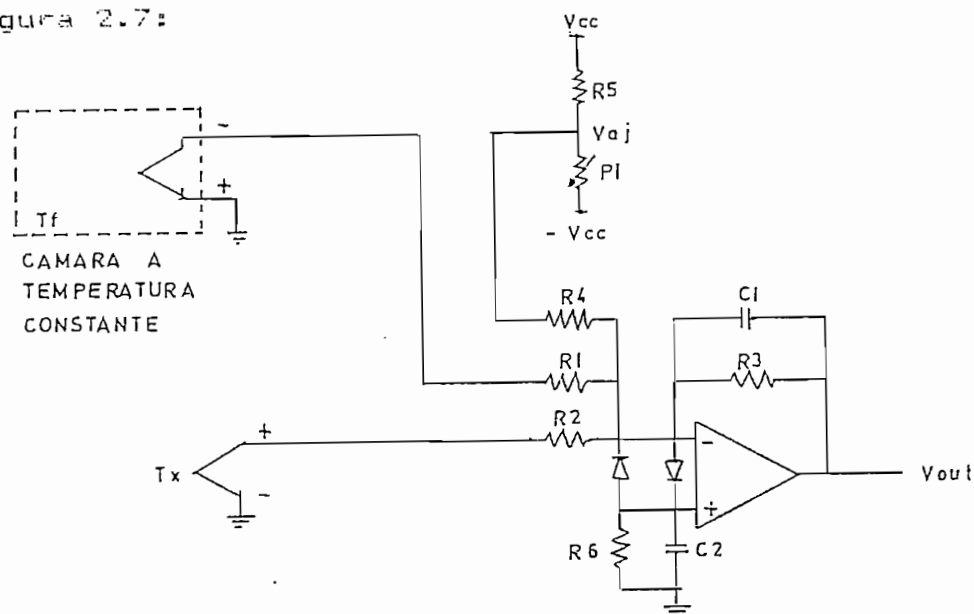 gura 2.7:
Vcc
R5
Vaj
P1
- Vcc
-
+
Tf
CAMARA A
TEMPERATURA
CONSTANTE
R4
C1
R1
R3
R2
+
Tx
-
-
+
Vout
R6
C2